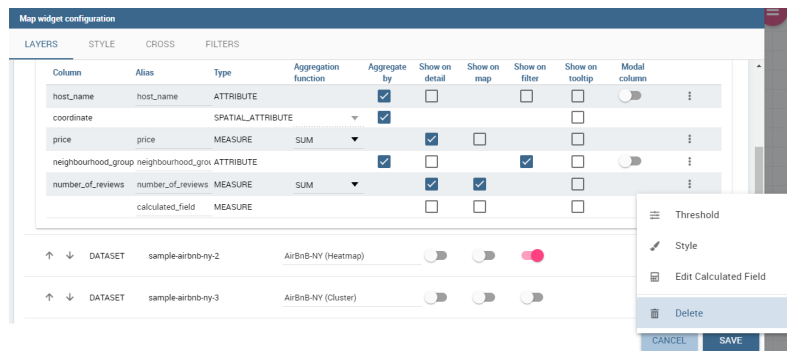 Map widget configuration
LAYERS STYLE CROSS FILTERS
Column Alias Type Aggregation function Aggregate by Show on detail Show on map Show on filter Show on tooltip Modal column
host_name host_name ATTRIBUTE
coordinate SPATIAL_ATTRIBUTE
price price MEASURE SUM
neighbourhood_group neighbourhood_grou ATTRIBUTE
number_of_reviews number_of_reviews MEASURE SUM
calculated_field MEASURE
Threshold
DATASET sample-airbnb-ny-2 AirBnB-NY (Heatmap)
Style
Edit Calculated Field
DATASET sample-airbnb-ny-3 AirBnB-NY (Cluster)
Delete
CANCEL SAVE